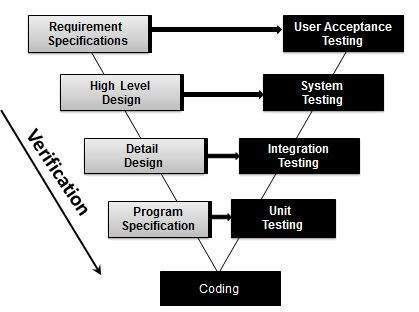 Requirement
Specifications
User Acceptance
Testing
High Level
Design
System
Testing
Detail
Design
Integration
Testing
Verification
Program
Specification
Unit
Testing
Coding